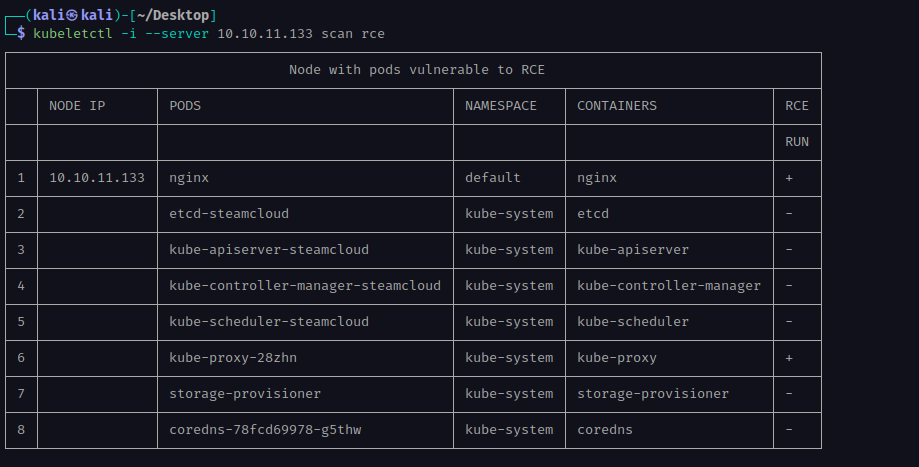 (kali㉿kali)-[~/Desktop]
$ kubeletctl -i --server 10.10.11.133 scan rce
Node with pods vulnerable to RCE
NODE IP PODS NAMESPACE CONTAINERS RCE
RUN
1 10.10.11.133 nginx default nginx +
2 etcd-steamcloud kube-system etcd -
3 kube-apiserver-steamcloud kube-system kube-apiserver -
4 kube-controller-manager-steamcloud kube-system kube-controller-manager -
5 kube-scheduler-steamcloud kube-system kube-scheduler -
6 kube-proxy-28zhn kube-system kube-proxy +
7 storage-provisioner kube-system storage-provisioner -
8 coredns-78fcd69978-g5thw kube-system coredns -